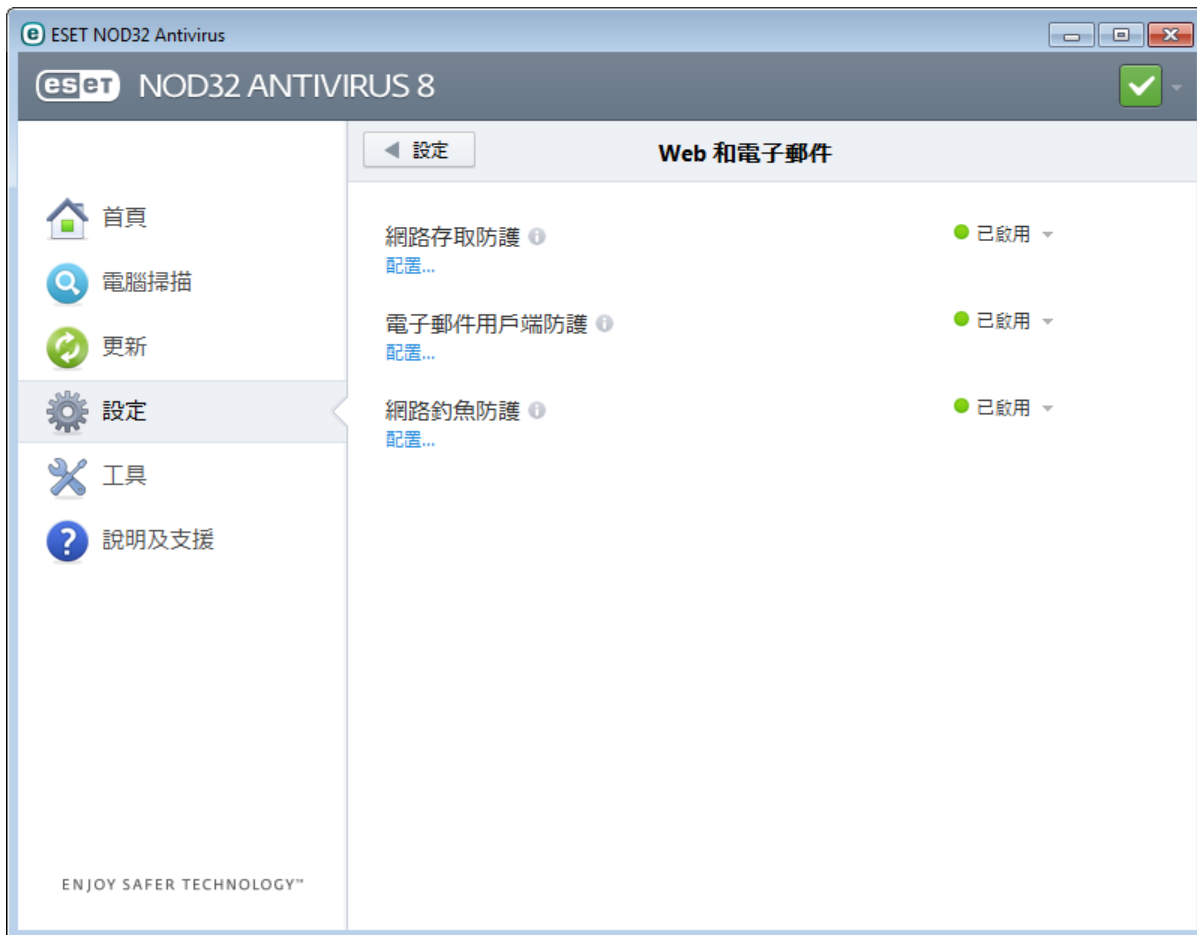 ESET NOD32 Antivirus
eset NOD32 ANTIVIRUS 8
設定
Web 和電子郵件
首頁
電腦掃描
更新
設定
工具
說明及支援
網路存取防護
已啟用
配置...
電子郵件用戶端防護
已啟用
配置...
網路釣魚防護
已啟用
配置...
ENJOY SAFER TECHNOLOGY™